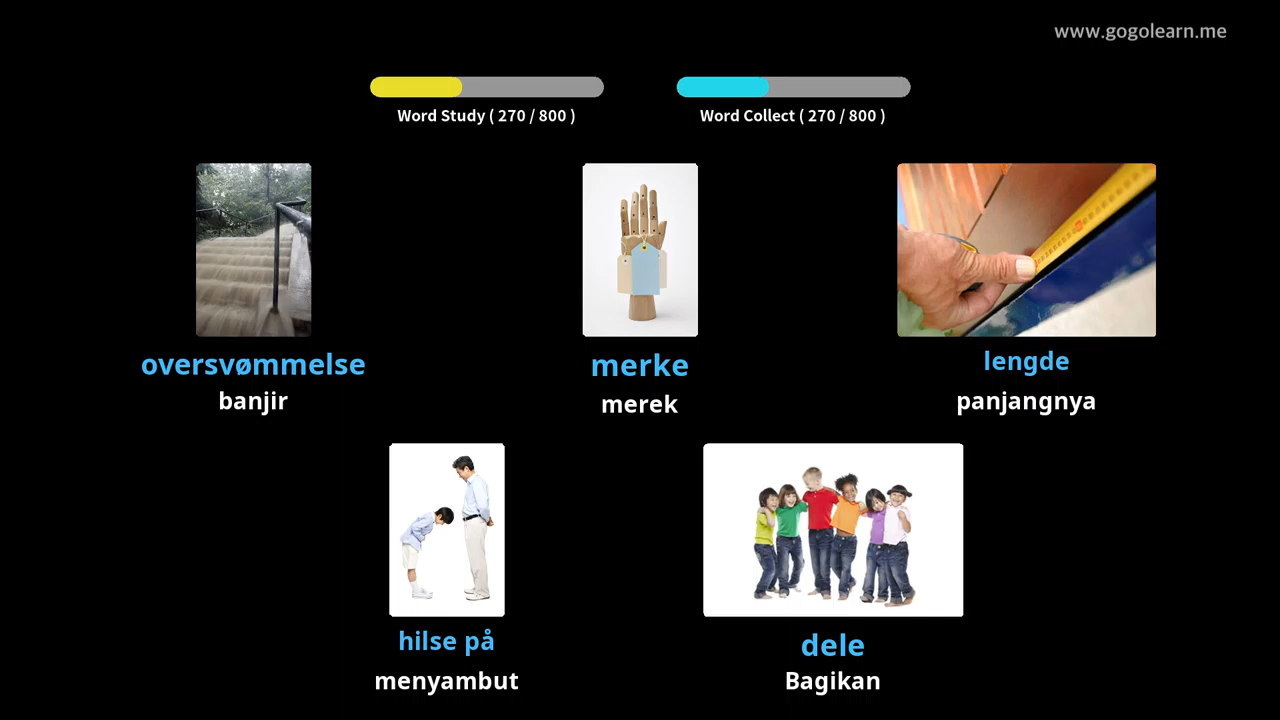 www.gogolearn.me
Word Study ( 270 / 800 )
Word Collect ( 270 / 800 )
oversvømmelse
banjir
merke
merek
lengde
panjangnya
hilse på
menyambut
dele
Bagikan